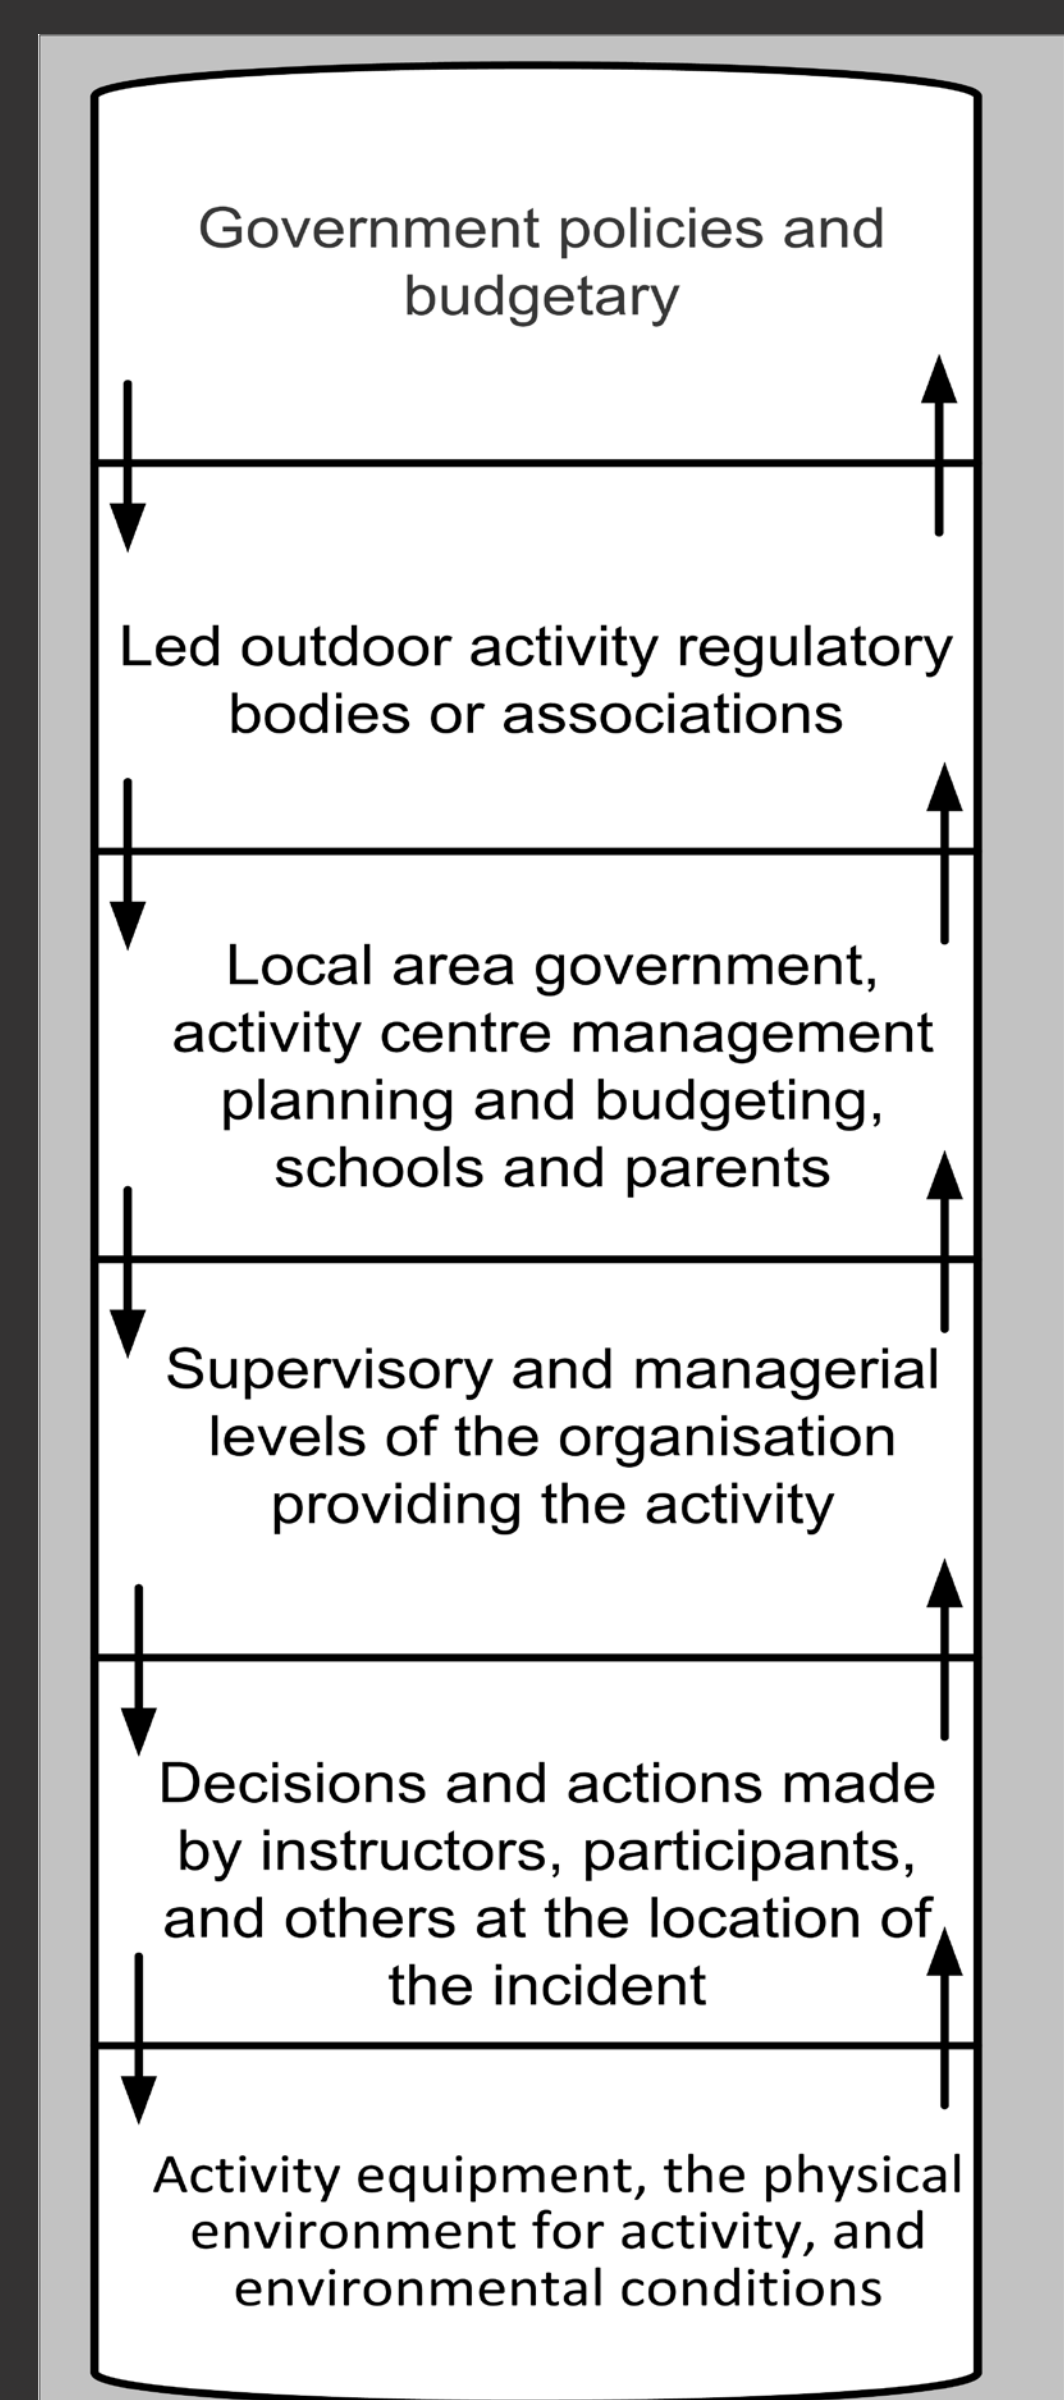 Government policies and
budgetary
Led outdoor activity regulatory
bodies or associations
Local area government,
activity centre management
planning and budgeting,
schools and parents
Supervisory and managerial
levels of the organisation
providing the activity
Decisions and actions made
by instructors, participants,
and others at the location of
the incident
Activity equipment, the physical
environment for activity, and
environmental conditions